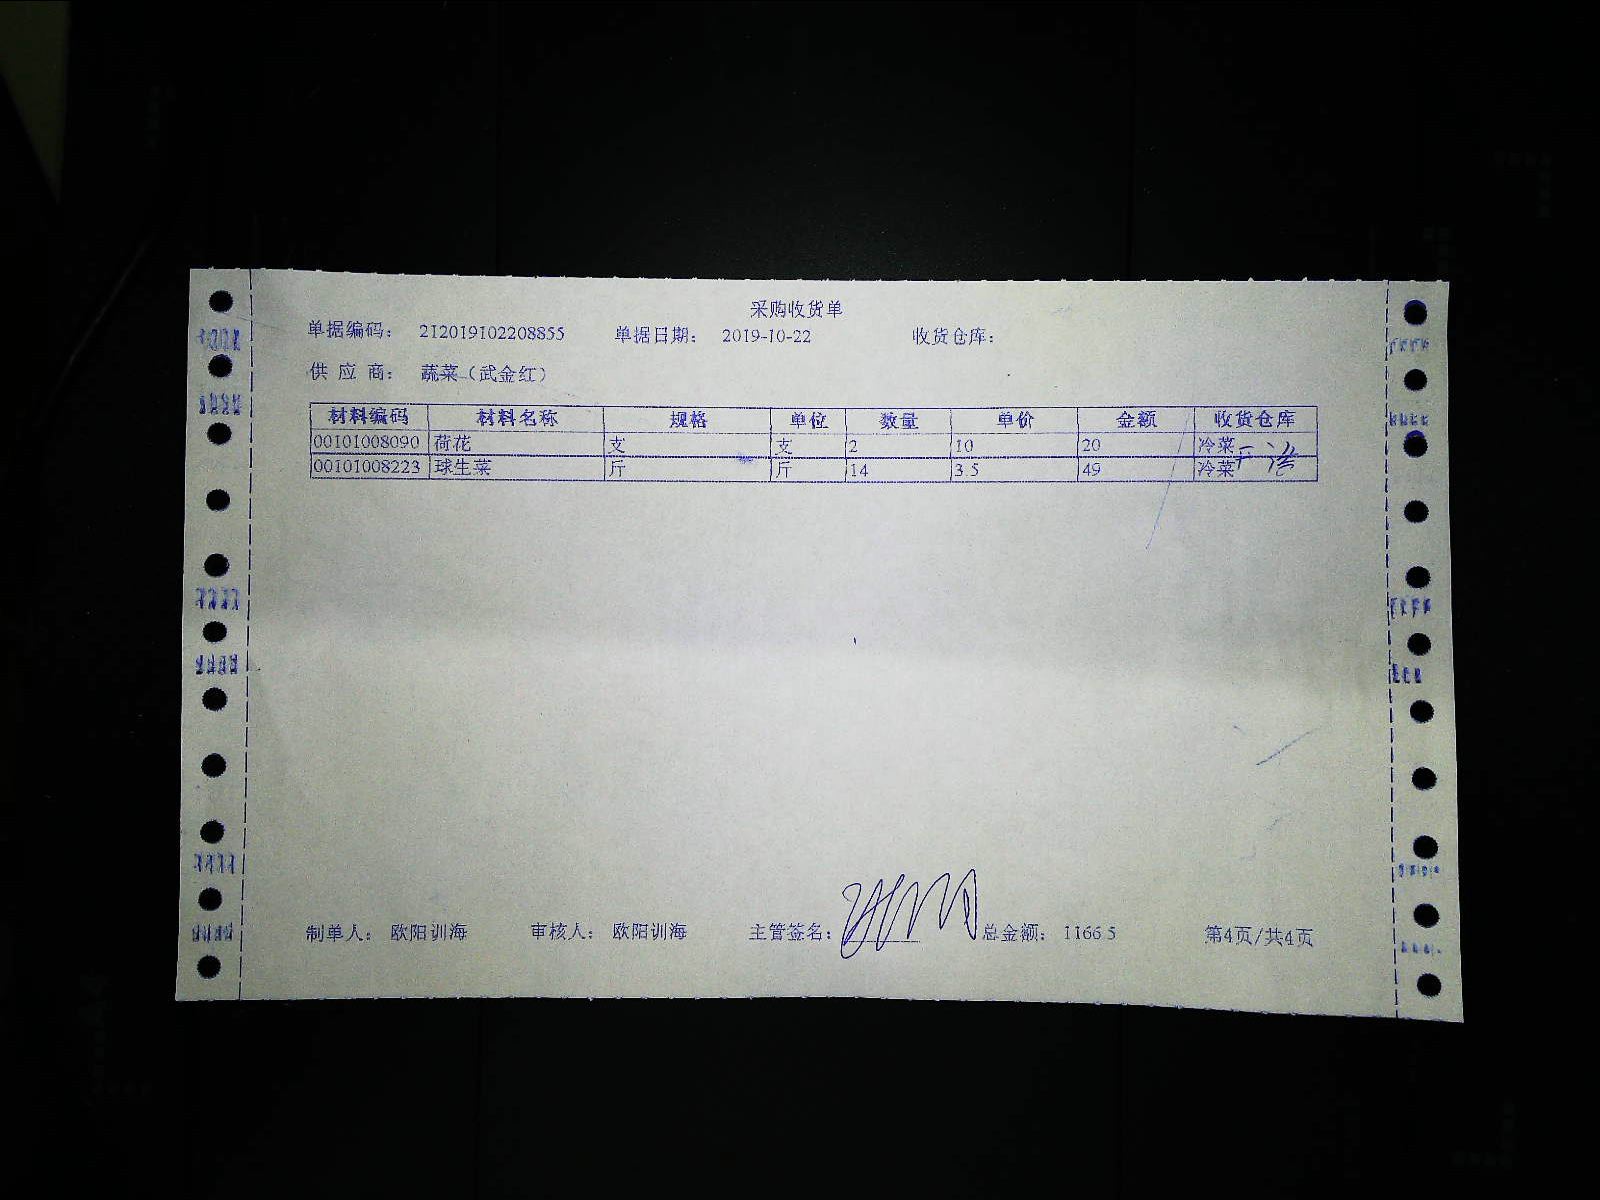 采购收货单
单据编码： 212019102208855 单据日期： 2019-10-22 收货仓库：
供 应 商： 蔬菜（武金红）
材料编码 材料名称 规格 单位 数量 单价 金额 收货仓库
00101008090 荷花 支 支 2 10 20 冷菜
00101008223 球生菜 斤 斤 14 3.5 49 冷菜
制单人： 欧阳训海 审核人： 欧阳训海 主管签名： 总金额： 1166.5 第4页/共4页